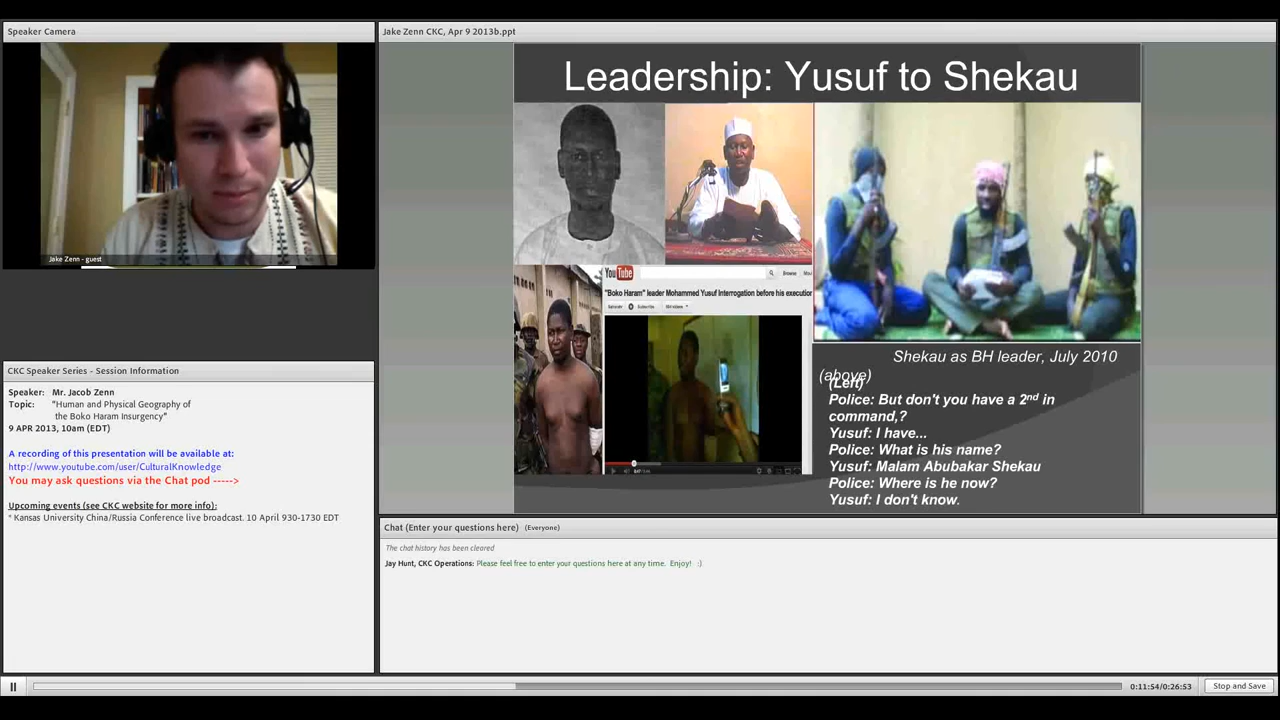 Speaker Camera
Jake Zenn - guest
CKC Speaker Series - Session Information
Speaker: Mr. Jacob Zenn
Topic: "Human and Physical Geography of
the Boko Haram Insurgency"
9 APR 2013, 10am (EDT)
A recording of this presentation will be available at:
http://www.youtube.com/user/CulturalKnowledge
You may ask questions via the Chat pod ----->
Upcoming events (see CKC website for more info):
* Kansas University China/Russia Conference live broadcast. 10 April 930-1730 EDT
Jake Zenn CKC, Apr 9 2013b.ppt
Leadership: Yusuf to Shekau
YouTube
Browse
"Boko Haram" leader Mohammed Yusuf Interrogation before his execution
Subscribe
Shekau as BH leader, July 2010
(above)
(Left)
Police: But don't you have a 2nd in
command,?
Yusuf: I have...
Police: What is his name?
Yusuf: Malam Abubakar Shekau
Police: Where is he now?
Yusuf: I don't know.
Chat (Enter your questions here) (Everyone)
The chat history has been cleared
Jay Hunt, CKC Operations: Please feel free to enter your questions here at any time. Enjoy! :)
0:11:54/0:26:53
Stop and Save